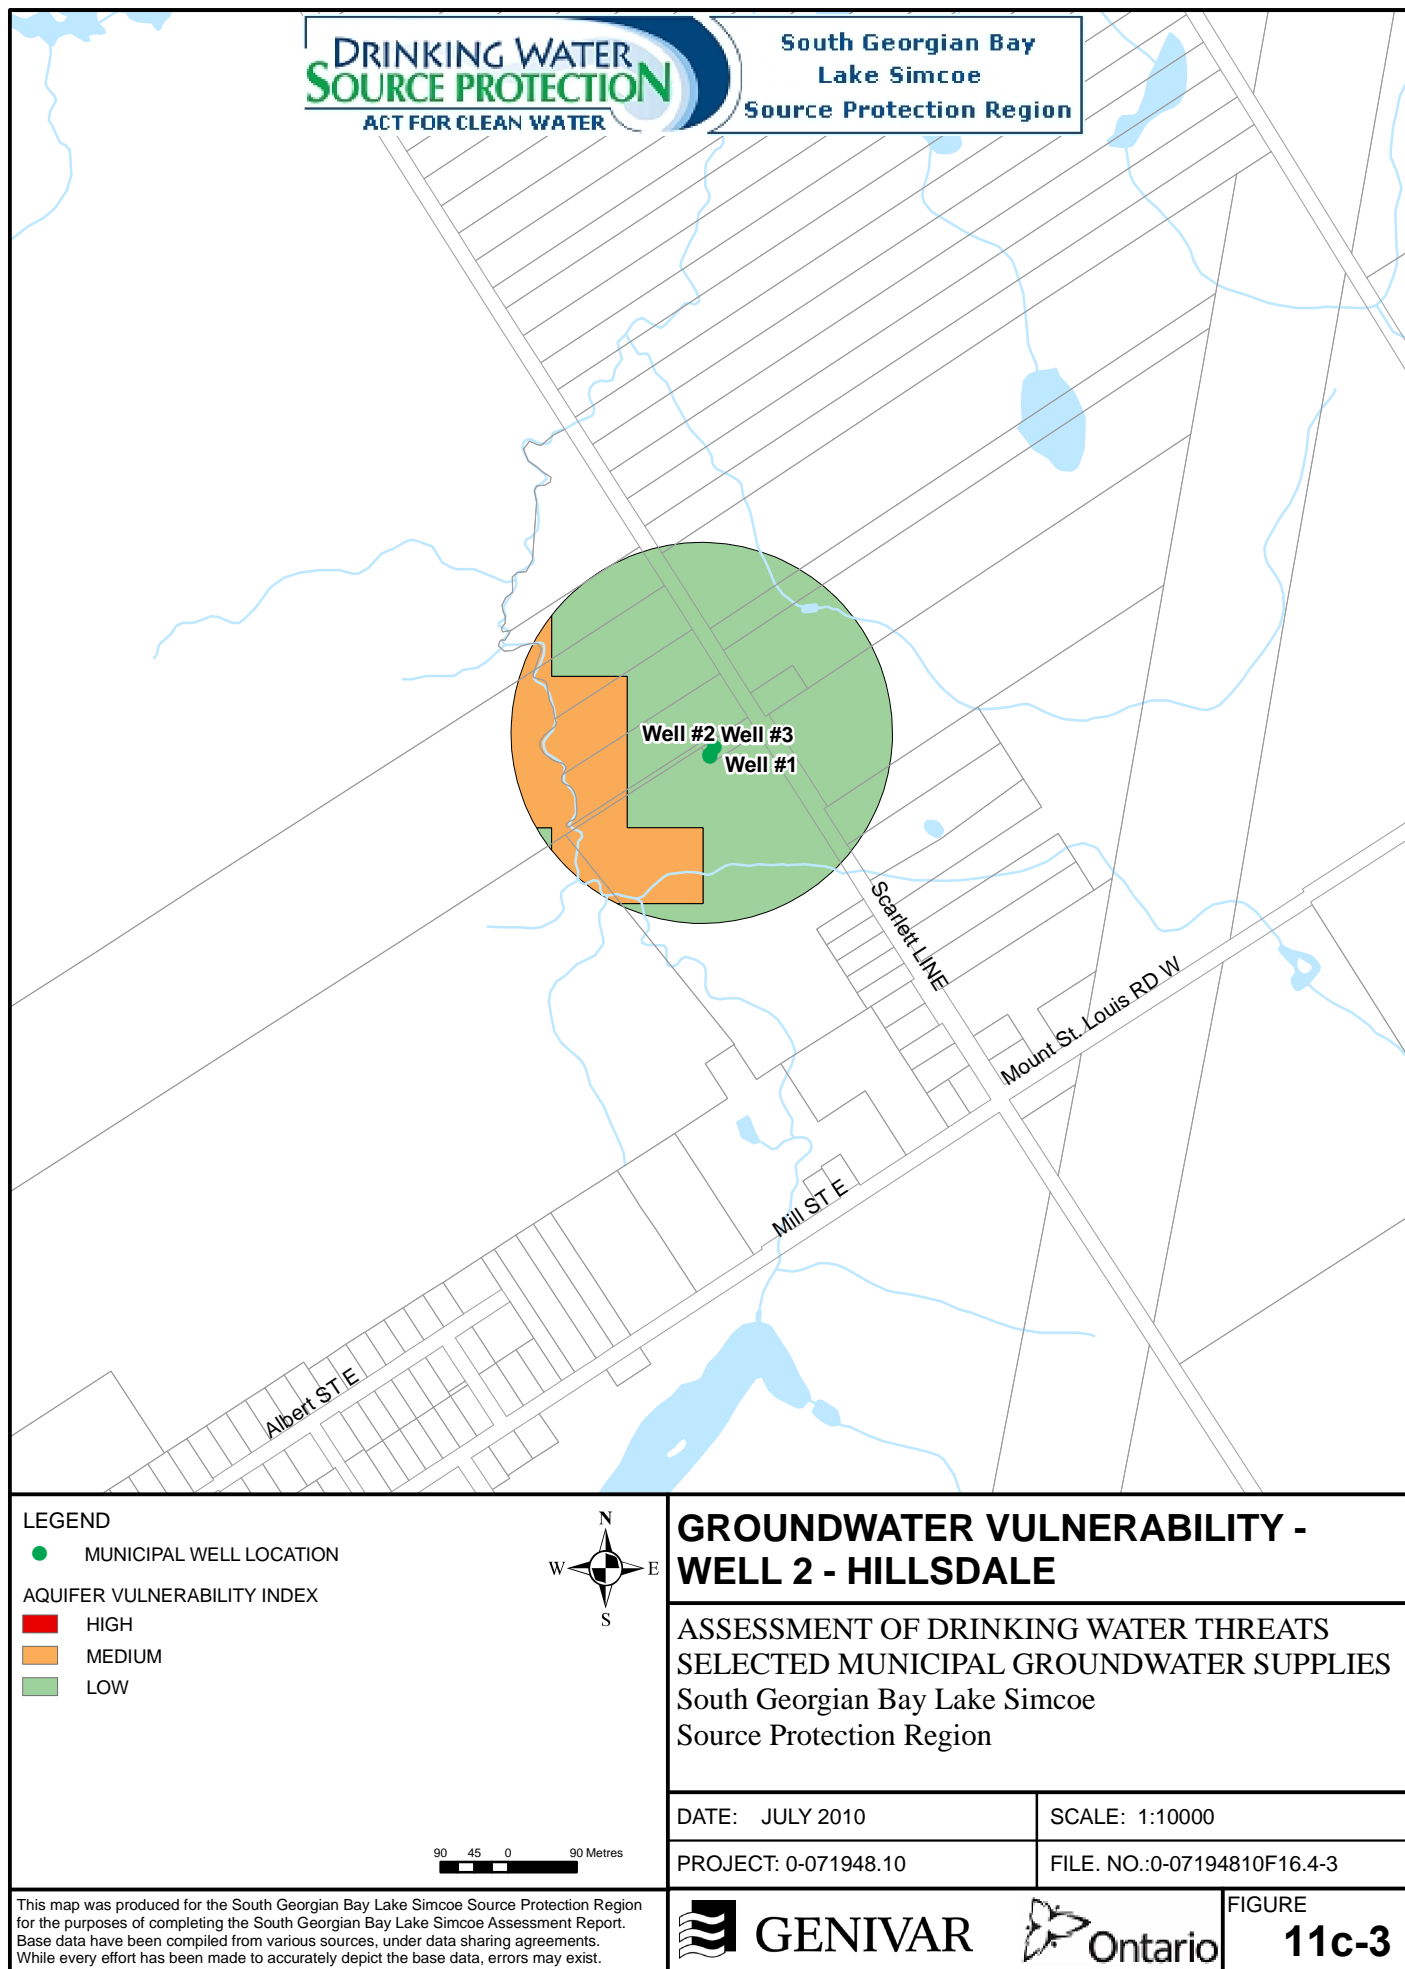 DRINKING WATER
SOURCE PROTECTION
ACT FOR CLEAN WATER
South Georgian Bay
Lake Simcoe
Source Protection Region
Well #2
Well #3
Well #1
Scarlett LINE
Mount St. Louis RD W
Mill ST E
Albert ST E
LEGEND
MUNICIPAL WELL LOCATION
AQUIFER VULNERABILITY INDEX
HIGH
MEDIUM
LOW
N
W
E
S
90 45 0 90 Metres
GROUNDWATER VULNERABILITY -
WELL 2 - HILLSDALE
ASSESSMENT OF DRINKING WATER THREATS
SELECTED MUNICIPAL GROUNDWATER SUPPLIES
South Georgian Bay Lake Simcoe
Source Protection Region
DATE: JULY 2010
SCALE: 1:10000
PROJECT: 0-071948.10
FILE. NO.:0-07194810F16.4-3
This map was produced for the South Georgian Bay Lake Simcoe Source Protection Region
for the purposes of completing the South Georgian Bay Lake Simcoe Assessment Report.
Base data have been compiled from various sources, under data sharing agreements.
While every effort has been made to accurately depict the base data, errors may exist.
GENIVAR
Ontario
FIGURE
11c-3